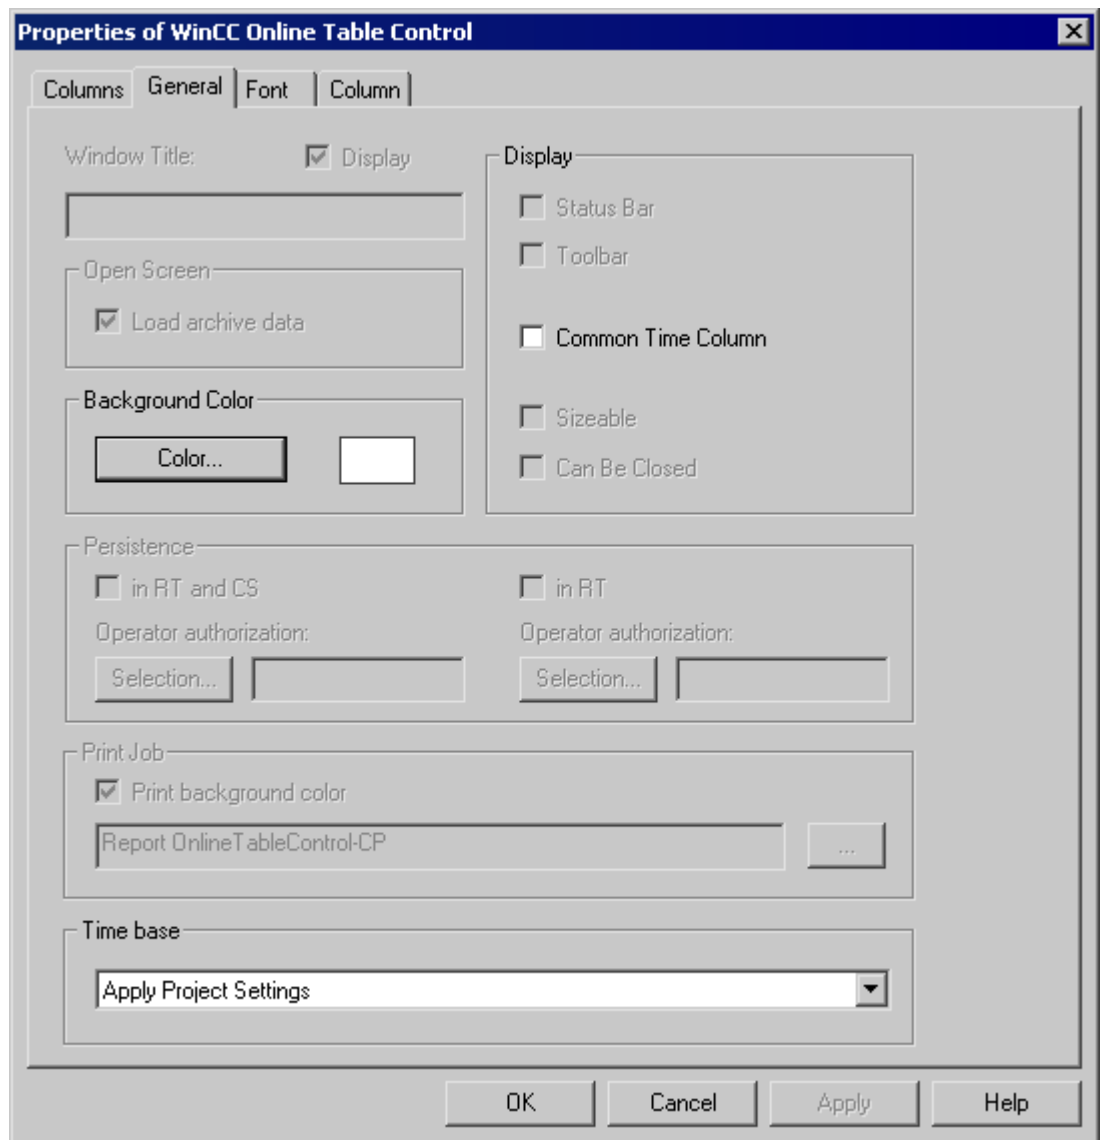 Properties of WinCC Online Table Control
Columns General Font Column
Window Title: Display
Open Screen
Load archive data
Background Color
Color...
Display
Status Bar
Toolbar
Common Time Column
Sizeable
Can Be Closed
Persistence
in RT and CS in RT
Operator authorization: Operator authorization:
Selection... Selection...
Print Job
Print background color
Report OnlineTableControl-CP ...
Time base
Apply Project Settings
OK Cancel Apply Help